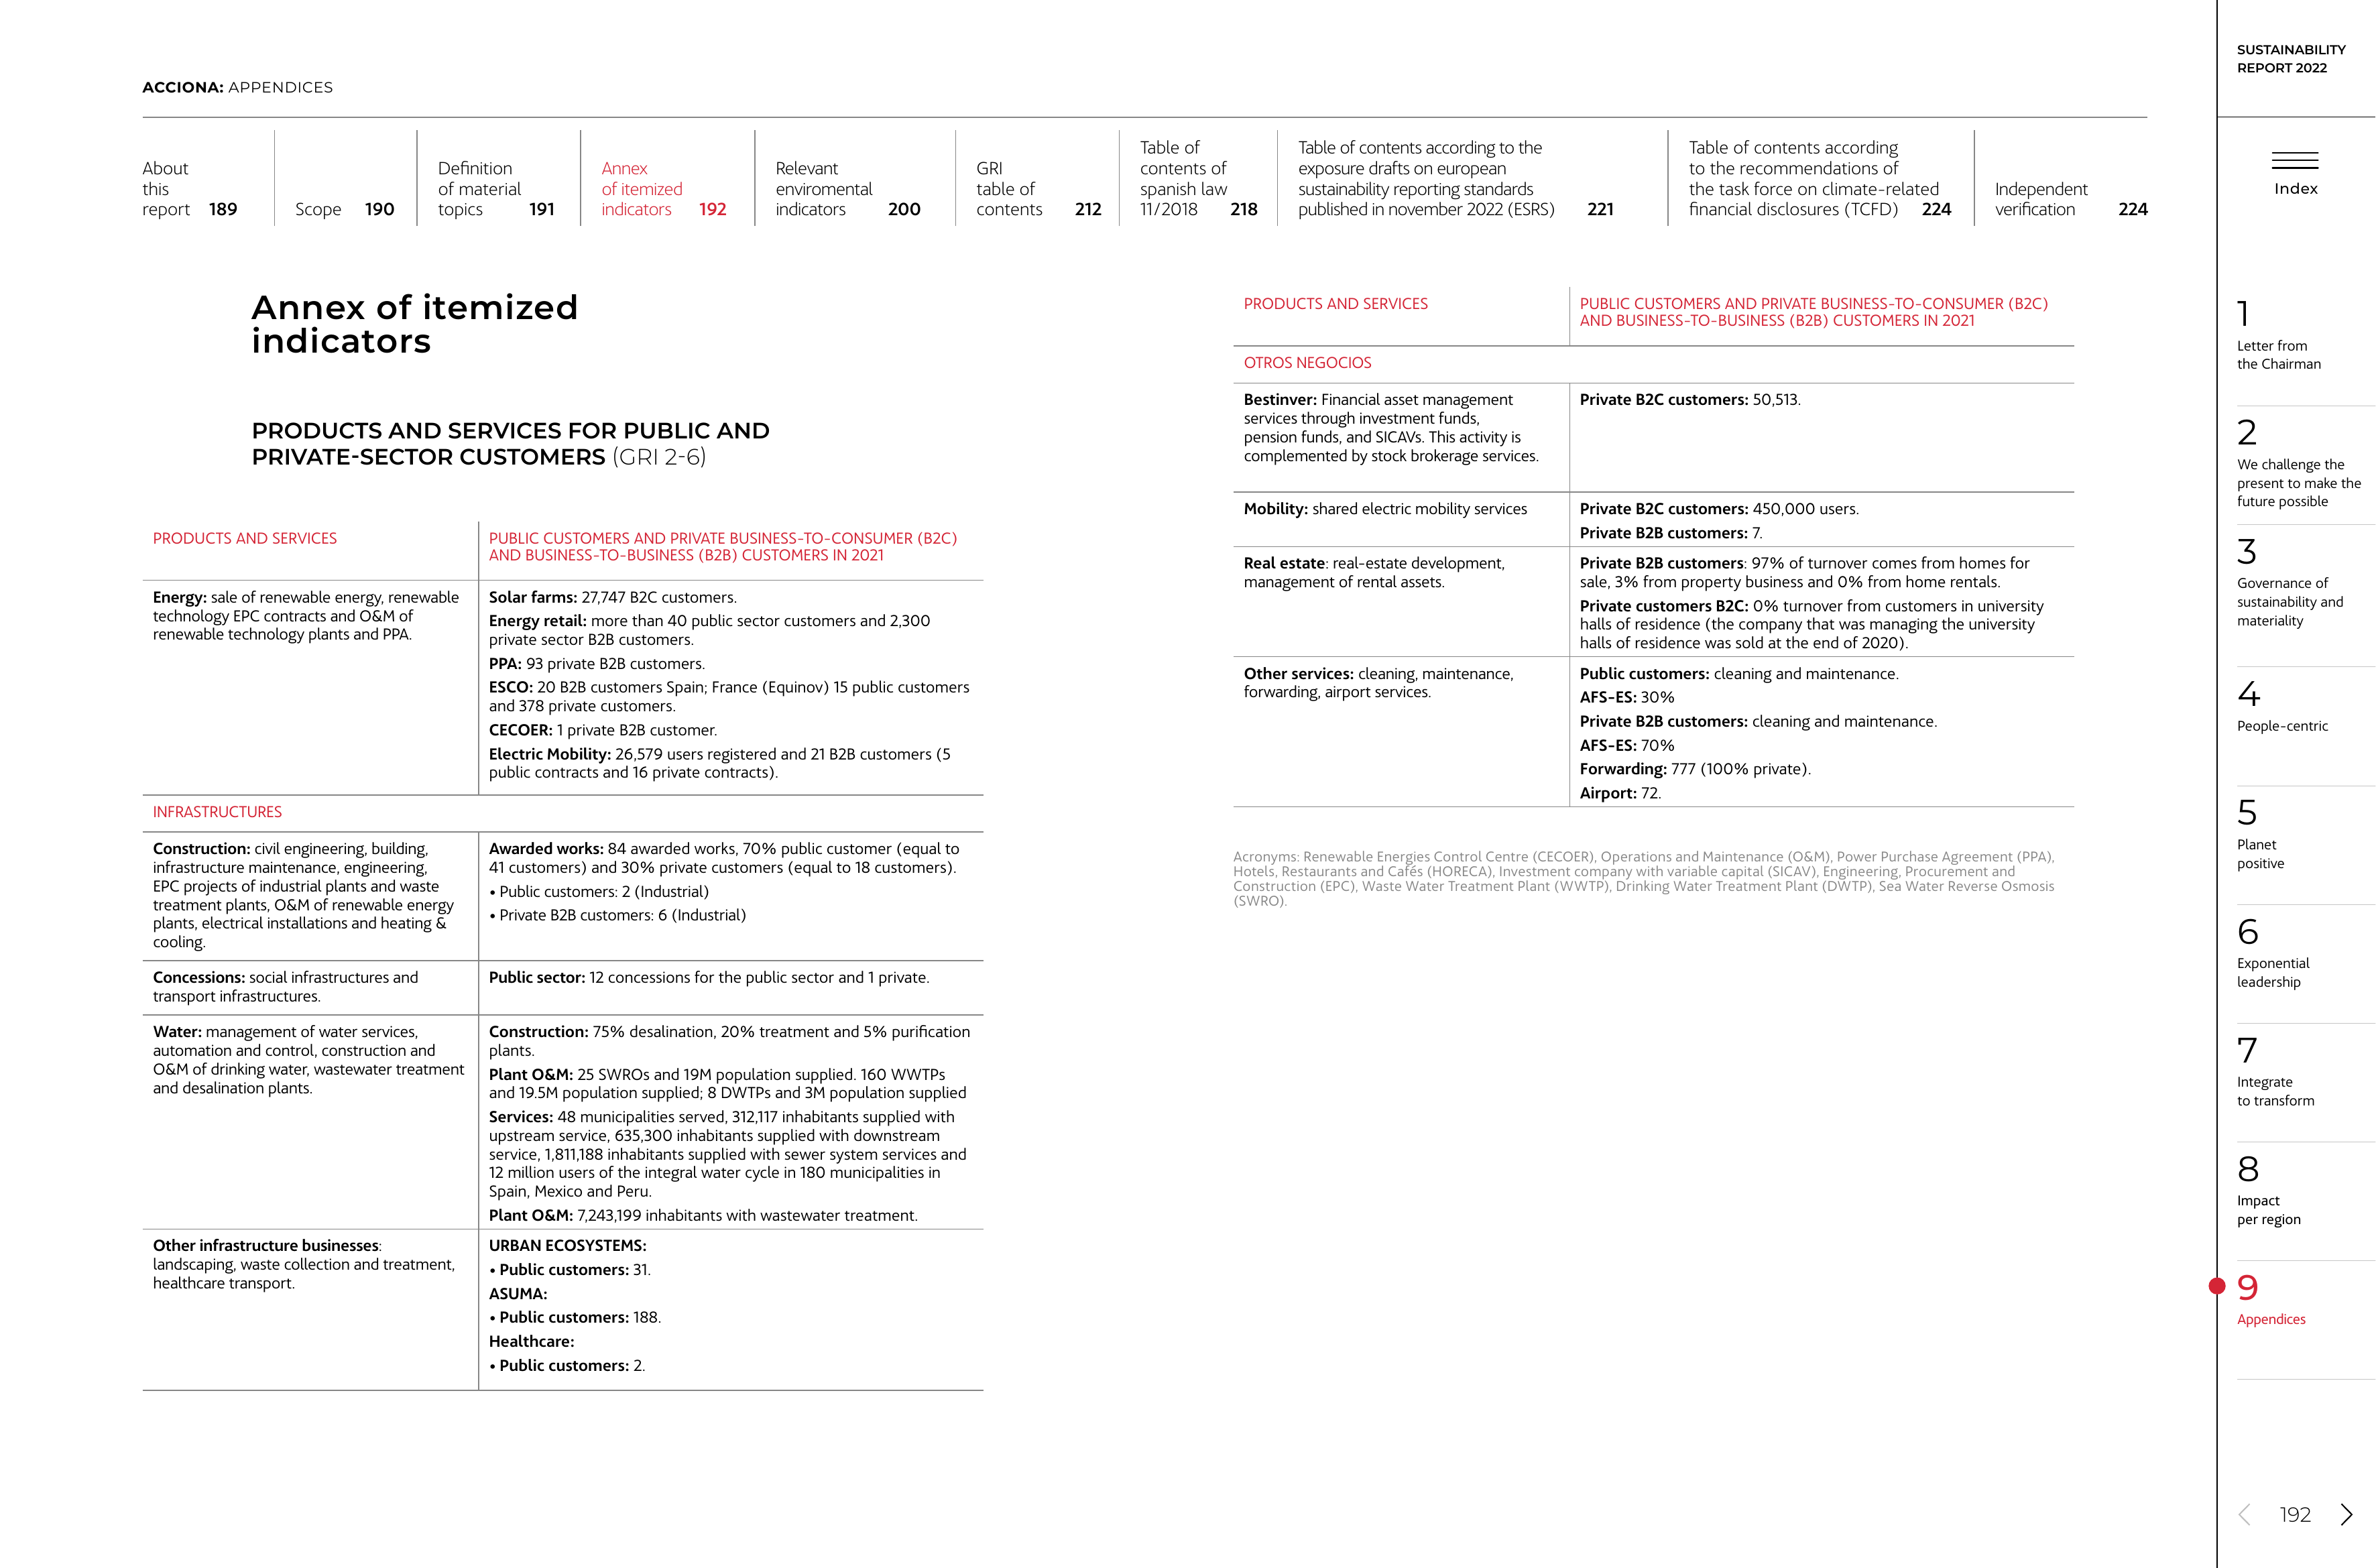 SUSTAINABILITY
REPORT 2022
ACCIONA: APPENDICES
About
this
report 189
Scope 190
Definition
of material
topics 191
Annex
of itemized
indicators 192
Relevant
enviromental
indicators 200
GRI
table of
contents 212
Table of
contents of
spanish law
11/2018 218
Table of contents according to the
exposure drafts on european
sustainability reporting standards
published in november 2022 (ESRS) 221
Table of contents according
to the recommendations of
the task force on climate-related
financial disclosures (TCFD) 224
Independent
verification 224
Index
Annex of itemized
indicators
PRODUCTS AND SERVICES FOR PUBLIC AND
PRIVATE-SECTOR CUSTOMERS (GRI 2-6)
PRODUCTS AND SERVICES
PUBLIC CUSTOMERS AND PRIVATE BUSINESS-TO-CONSUMER (B2C)
AND BUSINESS-TO-BUSINESS (B2B) CUSTOMERS IN 2021
Energy: sale of renewable energy, renewable
technology EPC contracts and O&M of
renewable technology plants and PPA.
Solar farms: 27,747 B2C customers.
Energy retail: more than 40 public sector customers and 2,300
private sector B2B customers.
PPA: 93 private B2B customers.
ESCO: 20 B2B customers Spain; France (Equinov) 15 public customers
and 378 private customers.
CECOER: 1 private B2B customer.
Electric Mobility: 26,579 users registered and 21 B2B customers (5
public contracts and 16 private contracts).
INFRASTRUCTURES
Construction: civil engineering, building,
infrastructure maintenance, engineering,
EPC projects of industrial plants and waste
treatment plants, O&M of renewable energy
plants, electrical installations and heating &
cooling.
Awarded works: 84 awarded works, 70% public customer (equal to
41 customers) and 30% private customers (equal to 18 customers).
• Public customers: 2 (Industrial)
• Private B2B customers: 6 (Industrial)
Concessions: social infrastructures and
transport infrastructures.
Public sector: 12 concessions for the public sector and 1 private.
Water: management of water services,
automation and control, construction and
O&M of drinking water, wastewater treatment
and desalination plants.
Construction: 75% desalination, 20% treatment and 5% purification
plants.
Plant O&M: 25 SWROs and 19M population supplied. 160 WWTPs
and 19.5M population supplied; 8 DWTPs and 3M population supplied
Services: 48 municipalities served, 312,117 inhabitants supplied with
upstream service, 635,300 inhabitants supplied with downstream
service, 1,811,188 inhabitants supplied with sewer system services and
12 million users of the integral water cycle in 180 municipalities in
Spain, Mexico and Peru.
Plant O&M: 7,243,199 inhabitants with wastewater treatment.
Other infrastructure businesses:
landscaping, waste collection and treatment,
healthcare transport.
URBAN ECOSYSTEMS:
• Public customers: 31.
ASUMA:
• Public customers: 188.
Healthcare:
• Public customers: 2.
PRODUCTS AND SERVICES
PUBLIC CUSTOMERS AND PRIVATE BUSINESS-TO-CONSUMER (B2C)
AND BUSINESS-TO-BUSINESS (B2B) CUSTOMERS IN 2021
OTROS NEGOCIOS
Bestinver: Financial asset management
services through investment funds,
pension funds, and SICAVs. This activity is
complemented by stock brokerage services.
Private B2C customers: 50,513.
Mobility: shared electric mobility services
Private B2C customers: 450,000 users.
Private B2B customers: 7.
Real estate: real-estate development,
management of rental assets.
Private B2B customers: 97% of turnover comes from homes for
sale, 3% from property business and 0% from home rentals.
Private customers B2C: 0% turnover from customers in university
halls of residence (the company that was managing the university
halls of residence was sold at the end of 2020).
Other services: cleaning, maintenance,
forwarding, airport services.
Public customers: cleaning and maintenance.
AFS-ES: 30%
Private B2B customers: cleaning and maintenance.
AFS-ES: 70%
Forwarding: 777 (100% private).
Airport: 72.
Acronyms: Renewable Energies Control Centre (CECOER), Operations and Maintenance (O&M), Power Purchase Agreement (PPA),
Hotels, Restaurants and Cafés (HORECA), Investment company with variable capital (SICAV), Engineering, Procurement and
Construction (EPC), Waste Water Treatment Plant (WWTP), Drinking Water Treatment Plant (DWTP), Sea Water Reverse Osmosis
(SWRO).
1
Letter from
the Chairman
2
We challenge the
present to make the
future possible
3
Governance of
sustainability and
materiality
4
People-centric
5
Planet
positive
6
Exponential
leadership
7
Integrate
to transform
8
Impact
per region
9
Appendices
192